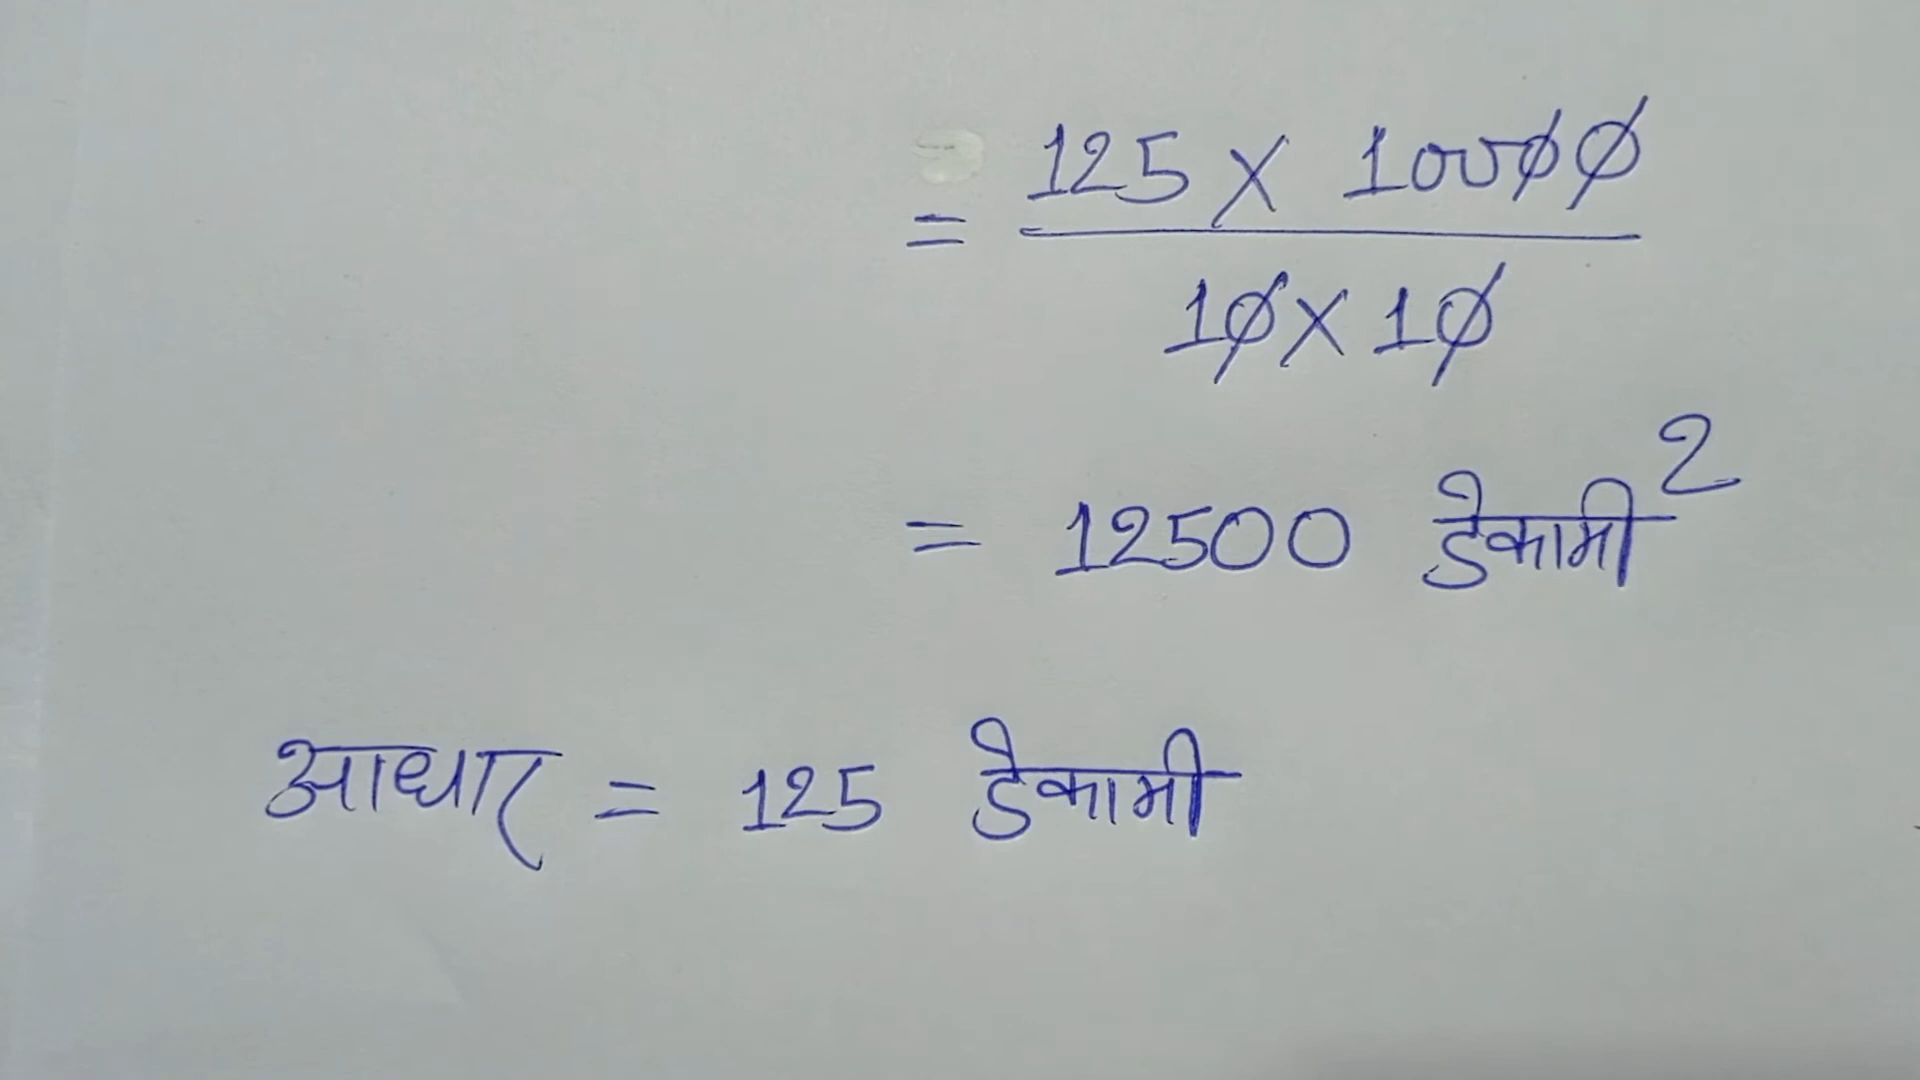 = 125 × 10000
10 × 10
= 12500 डेकामी²
आधार = 125 डेकामी